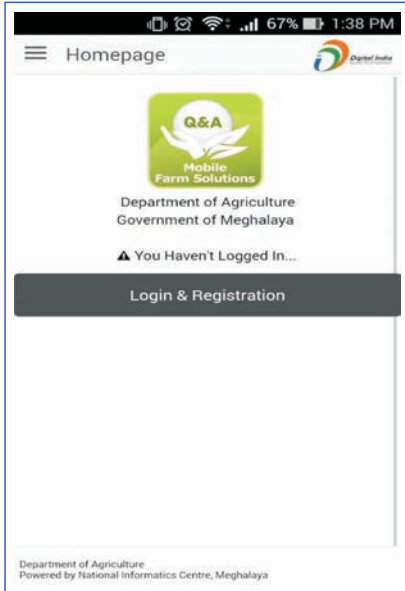 67% 1:38 PM
Homepage
Digital India
Q&A
Mobile
Farm Solutions
Department of Agriculture
Government of Meghalaya
You Haven't Logged In...
Login & Registration
Department of Agriculture
Powered by National Informatics Centre, Meghalaya